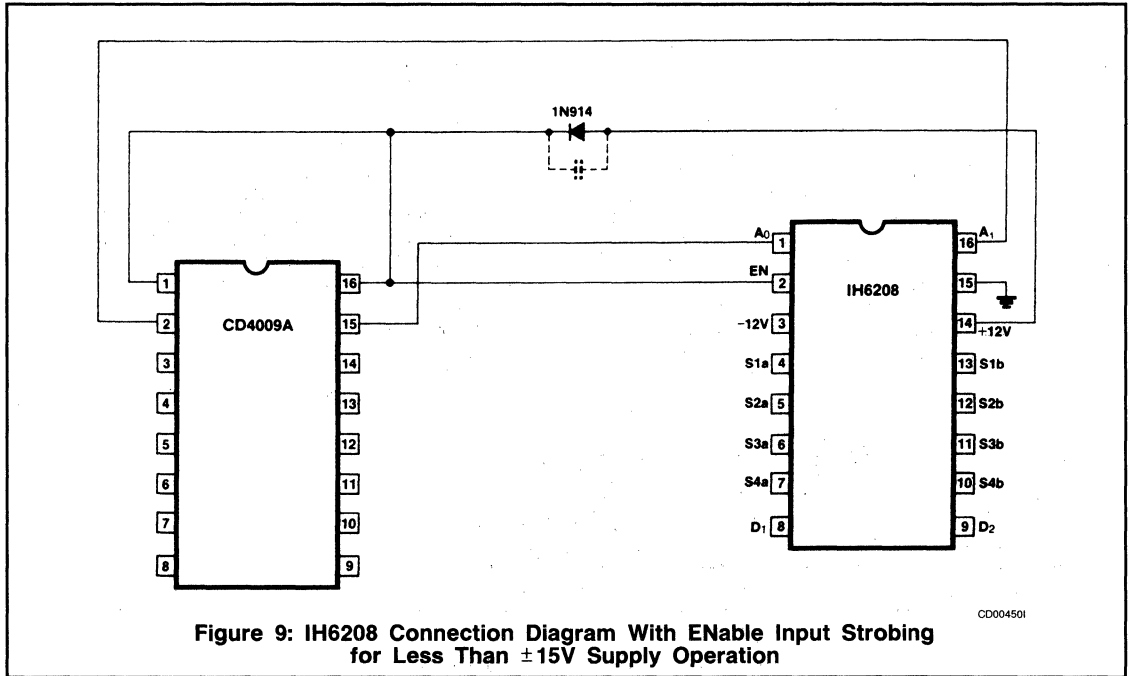 1N914
CD4009A
1
2
3
4
5
6
7
8
16
15
14
13
12
11
10
9
IH6208
A0 1
EN 2
-12V 3
S1a 4
S2a 5
S3a 6
S4a 7
D1 8
16 A1
15
14 +12V
13 S1b
12 S2b
11 S3b
10 S4b
9 D2
CD00450I
Figure 9: IH6208 Connection Diagram With ENable Input Strobing
for Less Than ±15V Supply Operation